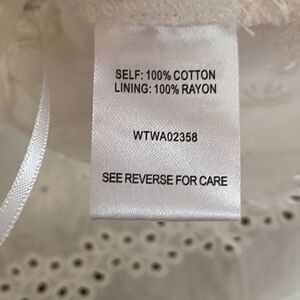 SELF: 100% COTTON
LINING: 100% RAYON
WTWA02358
SEE REVERSE FOR CARE